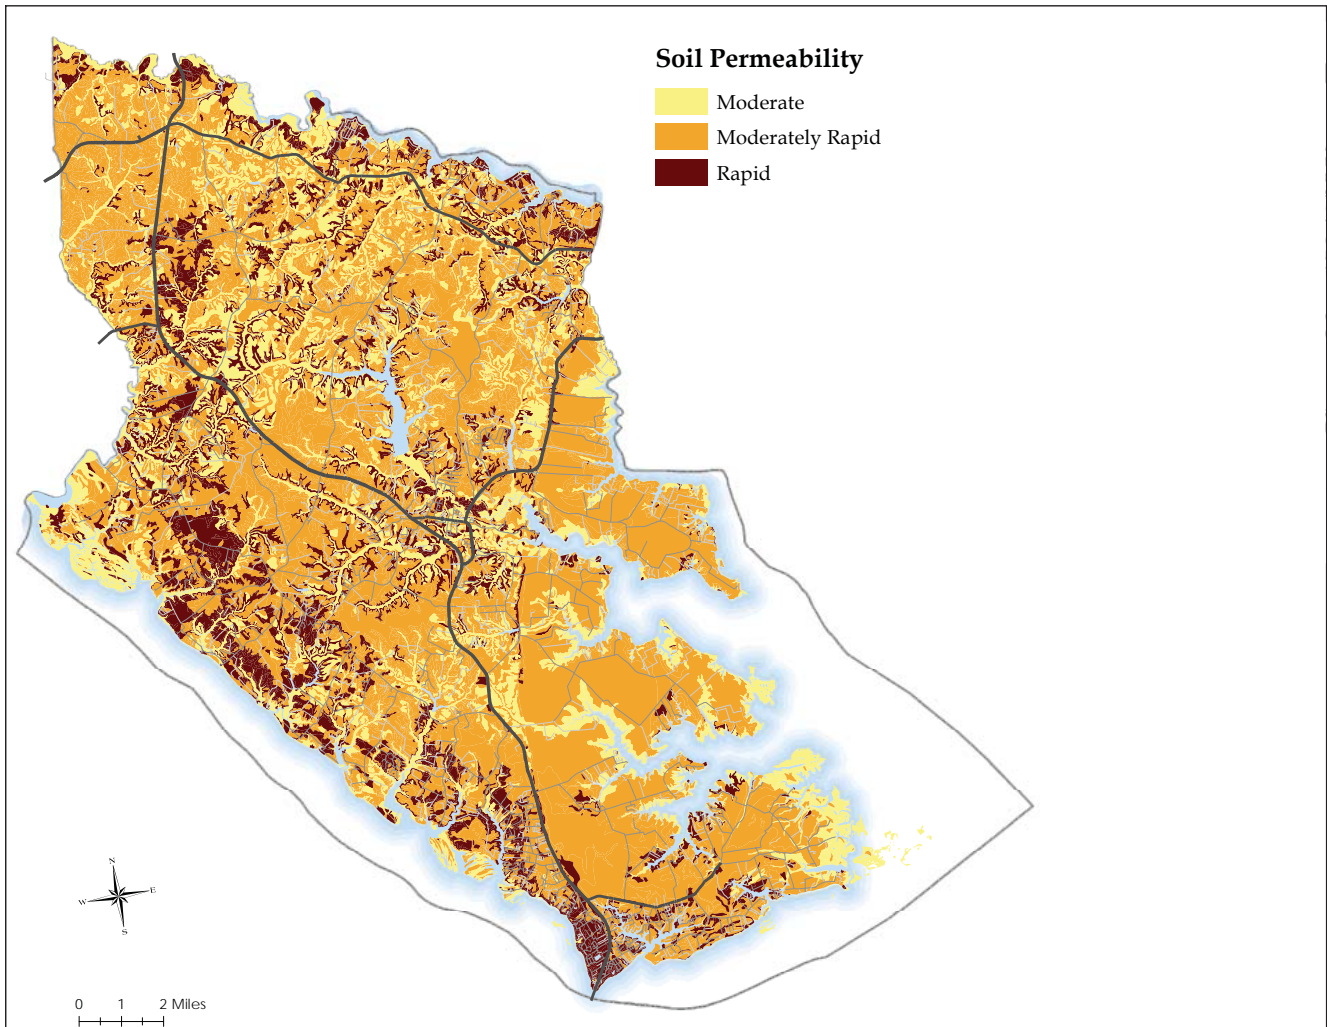 Soil Permeability
Moderate
Moderately Rapid
Rapid
N
W E
S
0 1 2 Miles